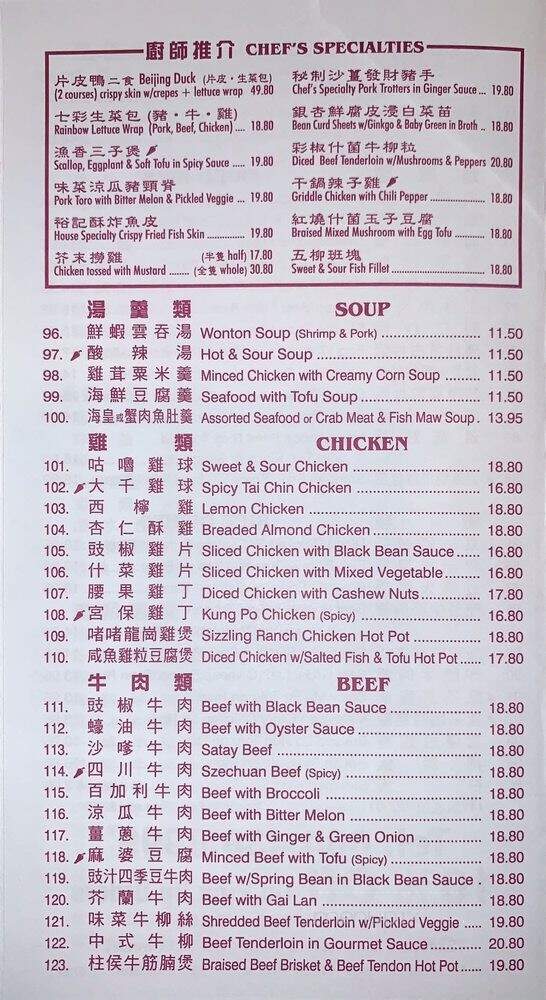 廚師推介 CHEF'S SPECIALTIES
片皮鴨二食 Beijing Duck (片皮·生菜包)
(2 courses) crispy skin w/crepes + lettuce wrap 49.80
七彩生菜包 (豬·牛·雞)
Rainbow Lettuce Wrap (Pork, Beef, Chicken) .... 18.80
漁香三子煲
Scallop, Eggplant & Soft Tofu in Spicy Sauce ..... 19.80
味菜涼瓜豬頸脊
Pork Toro with Bitter Melon & Pickled Veggie ... 19.80
裕記酥炸魚皮
House Specialty Crispy Fried Fish Skin .............. 19.80
芥末撈雞 (半隻 half) 17.80
Chicken tossed with Mustard ........ (全隻 whole) 30.80
秘制沙薑發財豬手
Chef's Specialty Pork Trotters in Ginger Sauce ... 19.80
銀杏鮮腐皮浸白菜苗
Bean Curd Sheets w/Ginkgo & Baby Green in Broth .. 18.80
彩椒什菌牛柳粒
Diced Beef Tenderloin w/Mushrooms & Peppers 20.80
干鍋辣子雞
Griddle Chicken with Chili Pepper .................... 18.80
紅燒什菌玉子豆腐
Braised Mixed Mushroom with Egg Tofu ............ 18.80
五柳班塊
Sweet & Sour Fish Fillet ................................. 18.80
湯羹類 SOUP
96. 鮮蝦雲吞湯 Wonton Soup (Shrimp & Pork) ........................ 11.50
97. 酸辣湯 Hot & Sour Soup ........................................ 11.50
98. 雞茸粟米羹 Minced Chicken with Creamy Corn Soup ........ 11.50
99. 海鮮豆腐羹 Seafood with Tofu Soup ............................ 11.50
100. 海皇或蟹肉魚肚羹 Assorted Seafood or Crab Meat & Fish Maw Soup . 13.95
雞類 CHICKEN
101. 咕嚕雞球 Sweet & Sour Chicken ................................ 18.80
102. 大千雞球 Spicy Tai Chin Chicken ................................ 16.80
103. 西檸雞 Lemon Chicken ........................................ 18.80
104. 杏仁酥雞 Breaded Almond Chicken ............................ 18.80
105. 豉椒雞片 Sliced Chicken with Black Bean Sauce ...... 16.80
106. 什菜雞片 Sliced Chicken with Mixed Vegetable ......... 16.80
107. 腰果雞丁 Diced Chicken with Cashew Nuts ............... 17.80
108. 宮保雞丁 Kung Po Chicken (Spicy) ............................ 16.80
109. 啫啫龍崗雞煲 Sizzling Ranch Chicken Hot Pot ................ 18.80
110. 咸魚雞粒豆腐煲 Diced Chicken w/Salted Fish & Tofu Hot Pot ...... 17.80
牛肉類 BEEF
111. 豉椒牛肉 Beef with Black Bean Sauce ...................... 18.80
112. 蠔油牛肉 Beef with Oyster Sauce ............................ 18.80
113. 沙嗲牛肉 Satay Beef ............................................ 18.80
114. 四川牛肉 Szechuan Beef (Spicy) ............................ 18.80
115. 百加利牛肉 Beef with Broccoli .................................... 18.80
116. 涼瓜牛肉 Beef with Bitter Melon ............................ 18.80
117. 薑蔥牛肉 Beef with Ginger & Green Onion ................ 18.80
118. 麻婆豆腐 Minced Beef with Tofu (Spicy) .................... 18.80
119. 豉汁四季豆牛肉 Beef w/Spring Bean in Black Bean Sauce . 18.80
120. 芥蘭牛肉 Beef with Gai Lan .................................... 18.80
121. 味菜牛柳絲 Shredded Beef Tenderloin w/Pickled Veggie ..... 19.80
122. 中式牛柳 Beef Tenderloin in Gourmet Sauce ............ 20.80
123. 柱侯牛筋腩煲 Braised Beef Brisket & Beef Tendon Hot Pot ...... 19.80